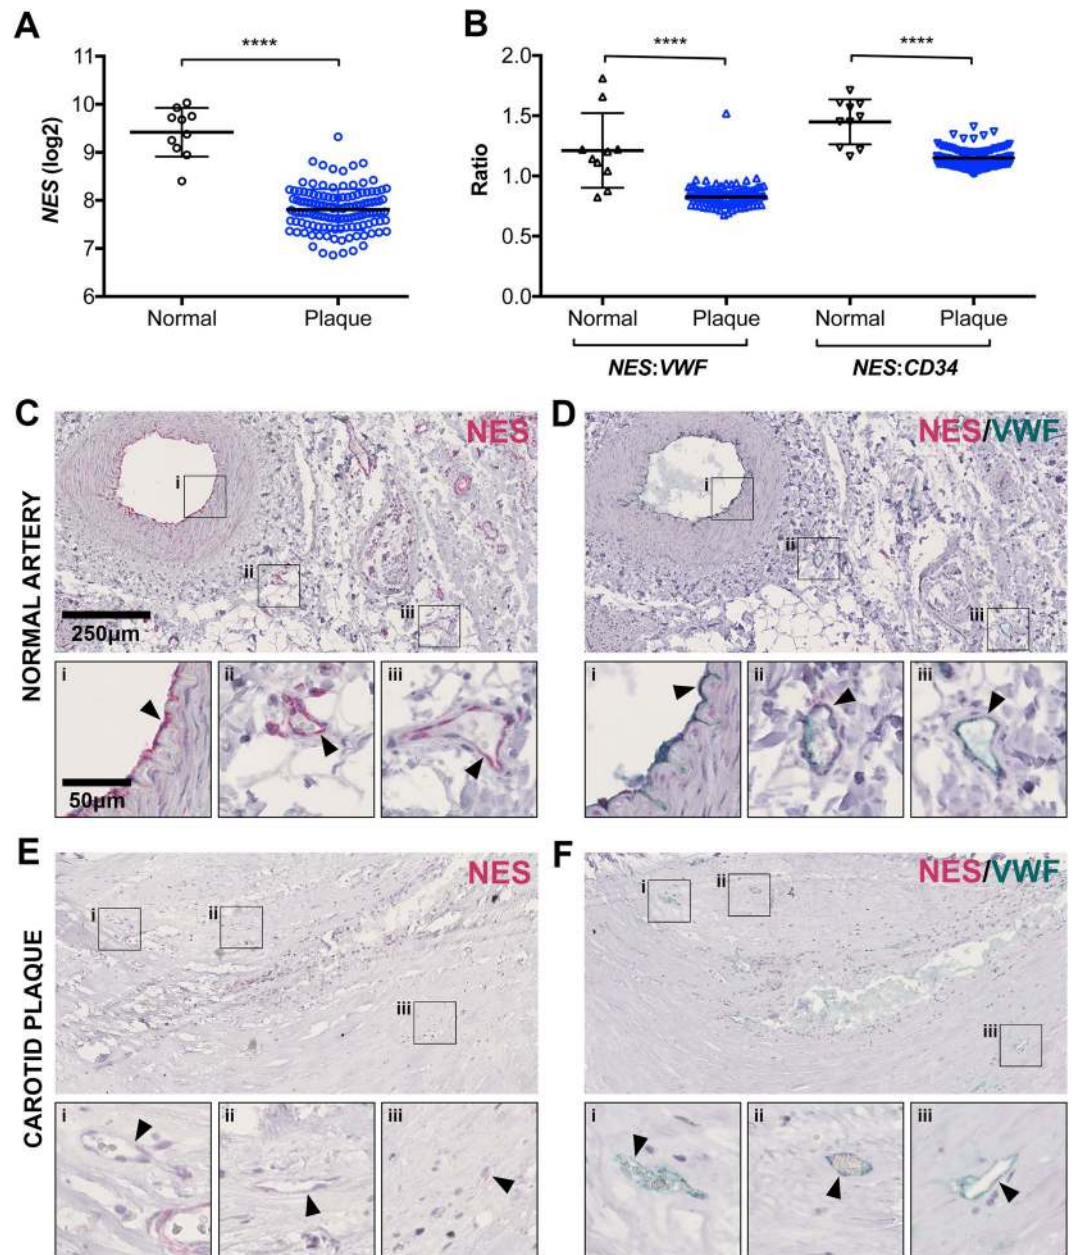 A
B
****
****
****
NES (log2)
11
10
9
8
7
6
Normal
Plaque
Ratio
2.0
1.5
1.0
0.5
0.0
Normal
Plaque
Normal
Plaque
NES:VWF
NES:CD34
NORMAL ARTERY
C
NES
i
ii
iii
250µm
D
NES/VWF
i
ii
iii
i
50µm
ii
iii
i
ii
iii
CAROTID PLAQUE
E
NES
i
ii
iii
F
NES/VWF
i
ii
iii
i
ii
iii
i
ii
iii